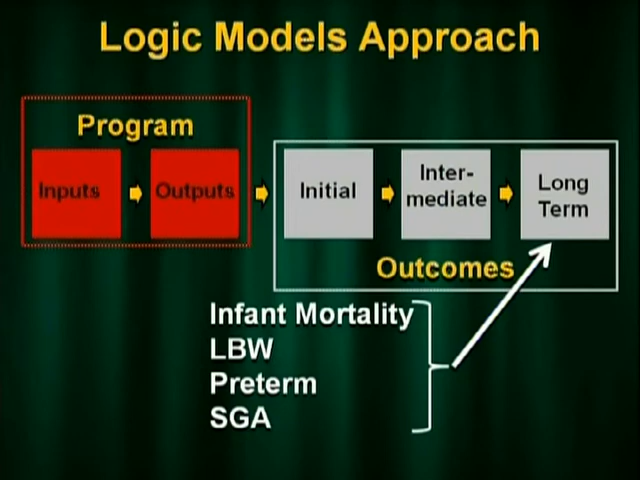 Logic Models Approach
Program
Inputs
Outputs
Initial
Inter-
mediate
Long
Term
Outcomes
Infant Mortality
LBW
Preterm
SGA